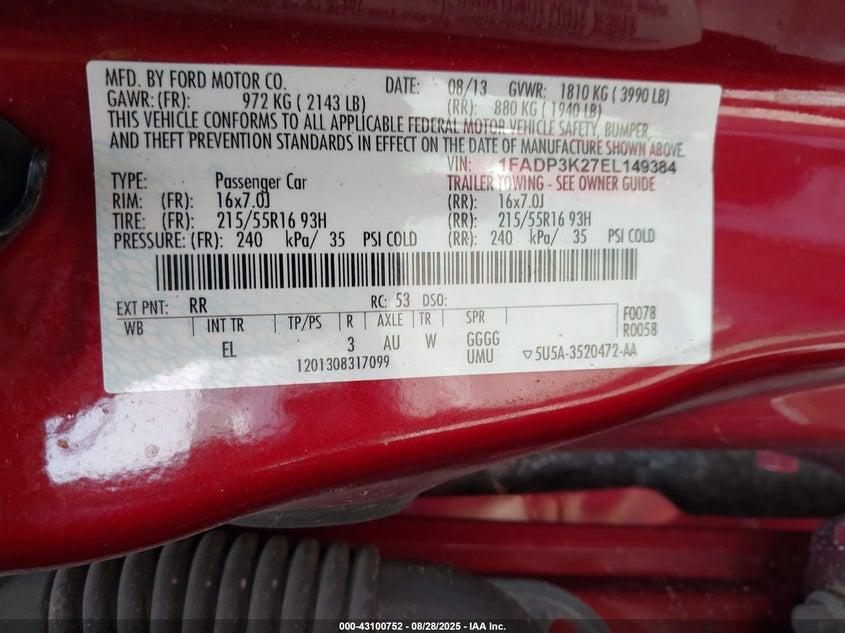 MFD. BY FORD MOTOR CO. DATE: 08/13 GVWR: 1810 KG ( 3990 LB)
GAWR: (FR): 972 KG ( 2143 LB) (RR): 880 KG ( 1940 LB)
THIS VEHICLE CONFORMS TO ALL APPLICABLE FEDERAL MOTOR VEHICLE SAFETY, BUMPER,
AND THEFT PREVENTION STANDARDS IN EFFECT ON THE DATE OF MANUFACTURE SHOWN ABOVE.
VIN: 1FADP3K27EL149384
TYPE: Passenger Car TRAILER TOWING - SEE OWNER GUIDE
RIM: (FR): 16x7.0J (RR): 16x7.0J
TIRE: (FR): 215/55R16 93H (RR): 215/55R16 93H
PRESSURE: (FR): 240 kPa/ 35 PSI COLD (RR): 240 kPa/ 35 PSI COLD
EXT PNT: RR RC: 53 DSO:
WB INT TR TP/PS R AXLE TR SPR F0078
R0058
EL 3 AU W GGGG
UMU
1201308317099 ▽5U5A-3520472-AA
000-43100752 | 08/28/2025 - IAA Inc.